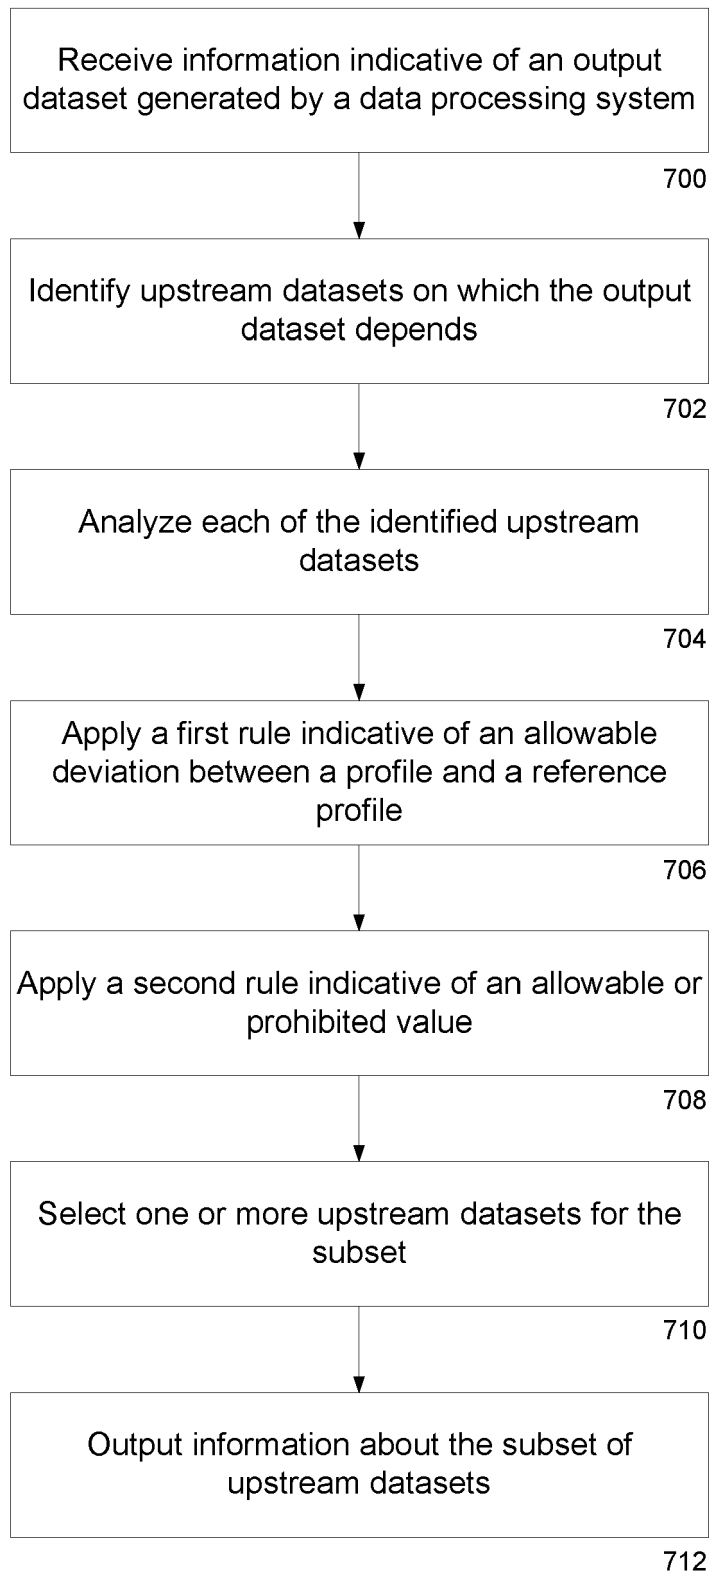 Receive information indicative of an output
dataset generated by a data processing system
700
Identify upstream datasets on which the output
dataset depends
702
Analyze each of the identified upstream
datasets
704
Apply a first rule indicative of an allowable
deviation between a profile and a reference
profile
706
Apply a second rule indicative of an allowable or
prohibited value
708
Select one or more upstream datasets for the
subset
710
Output information about the subset of
upstream datasets
712